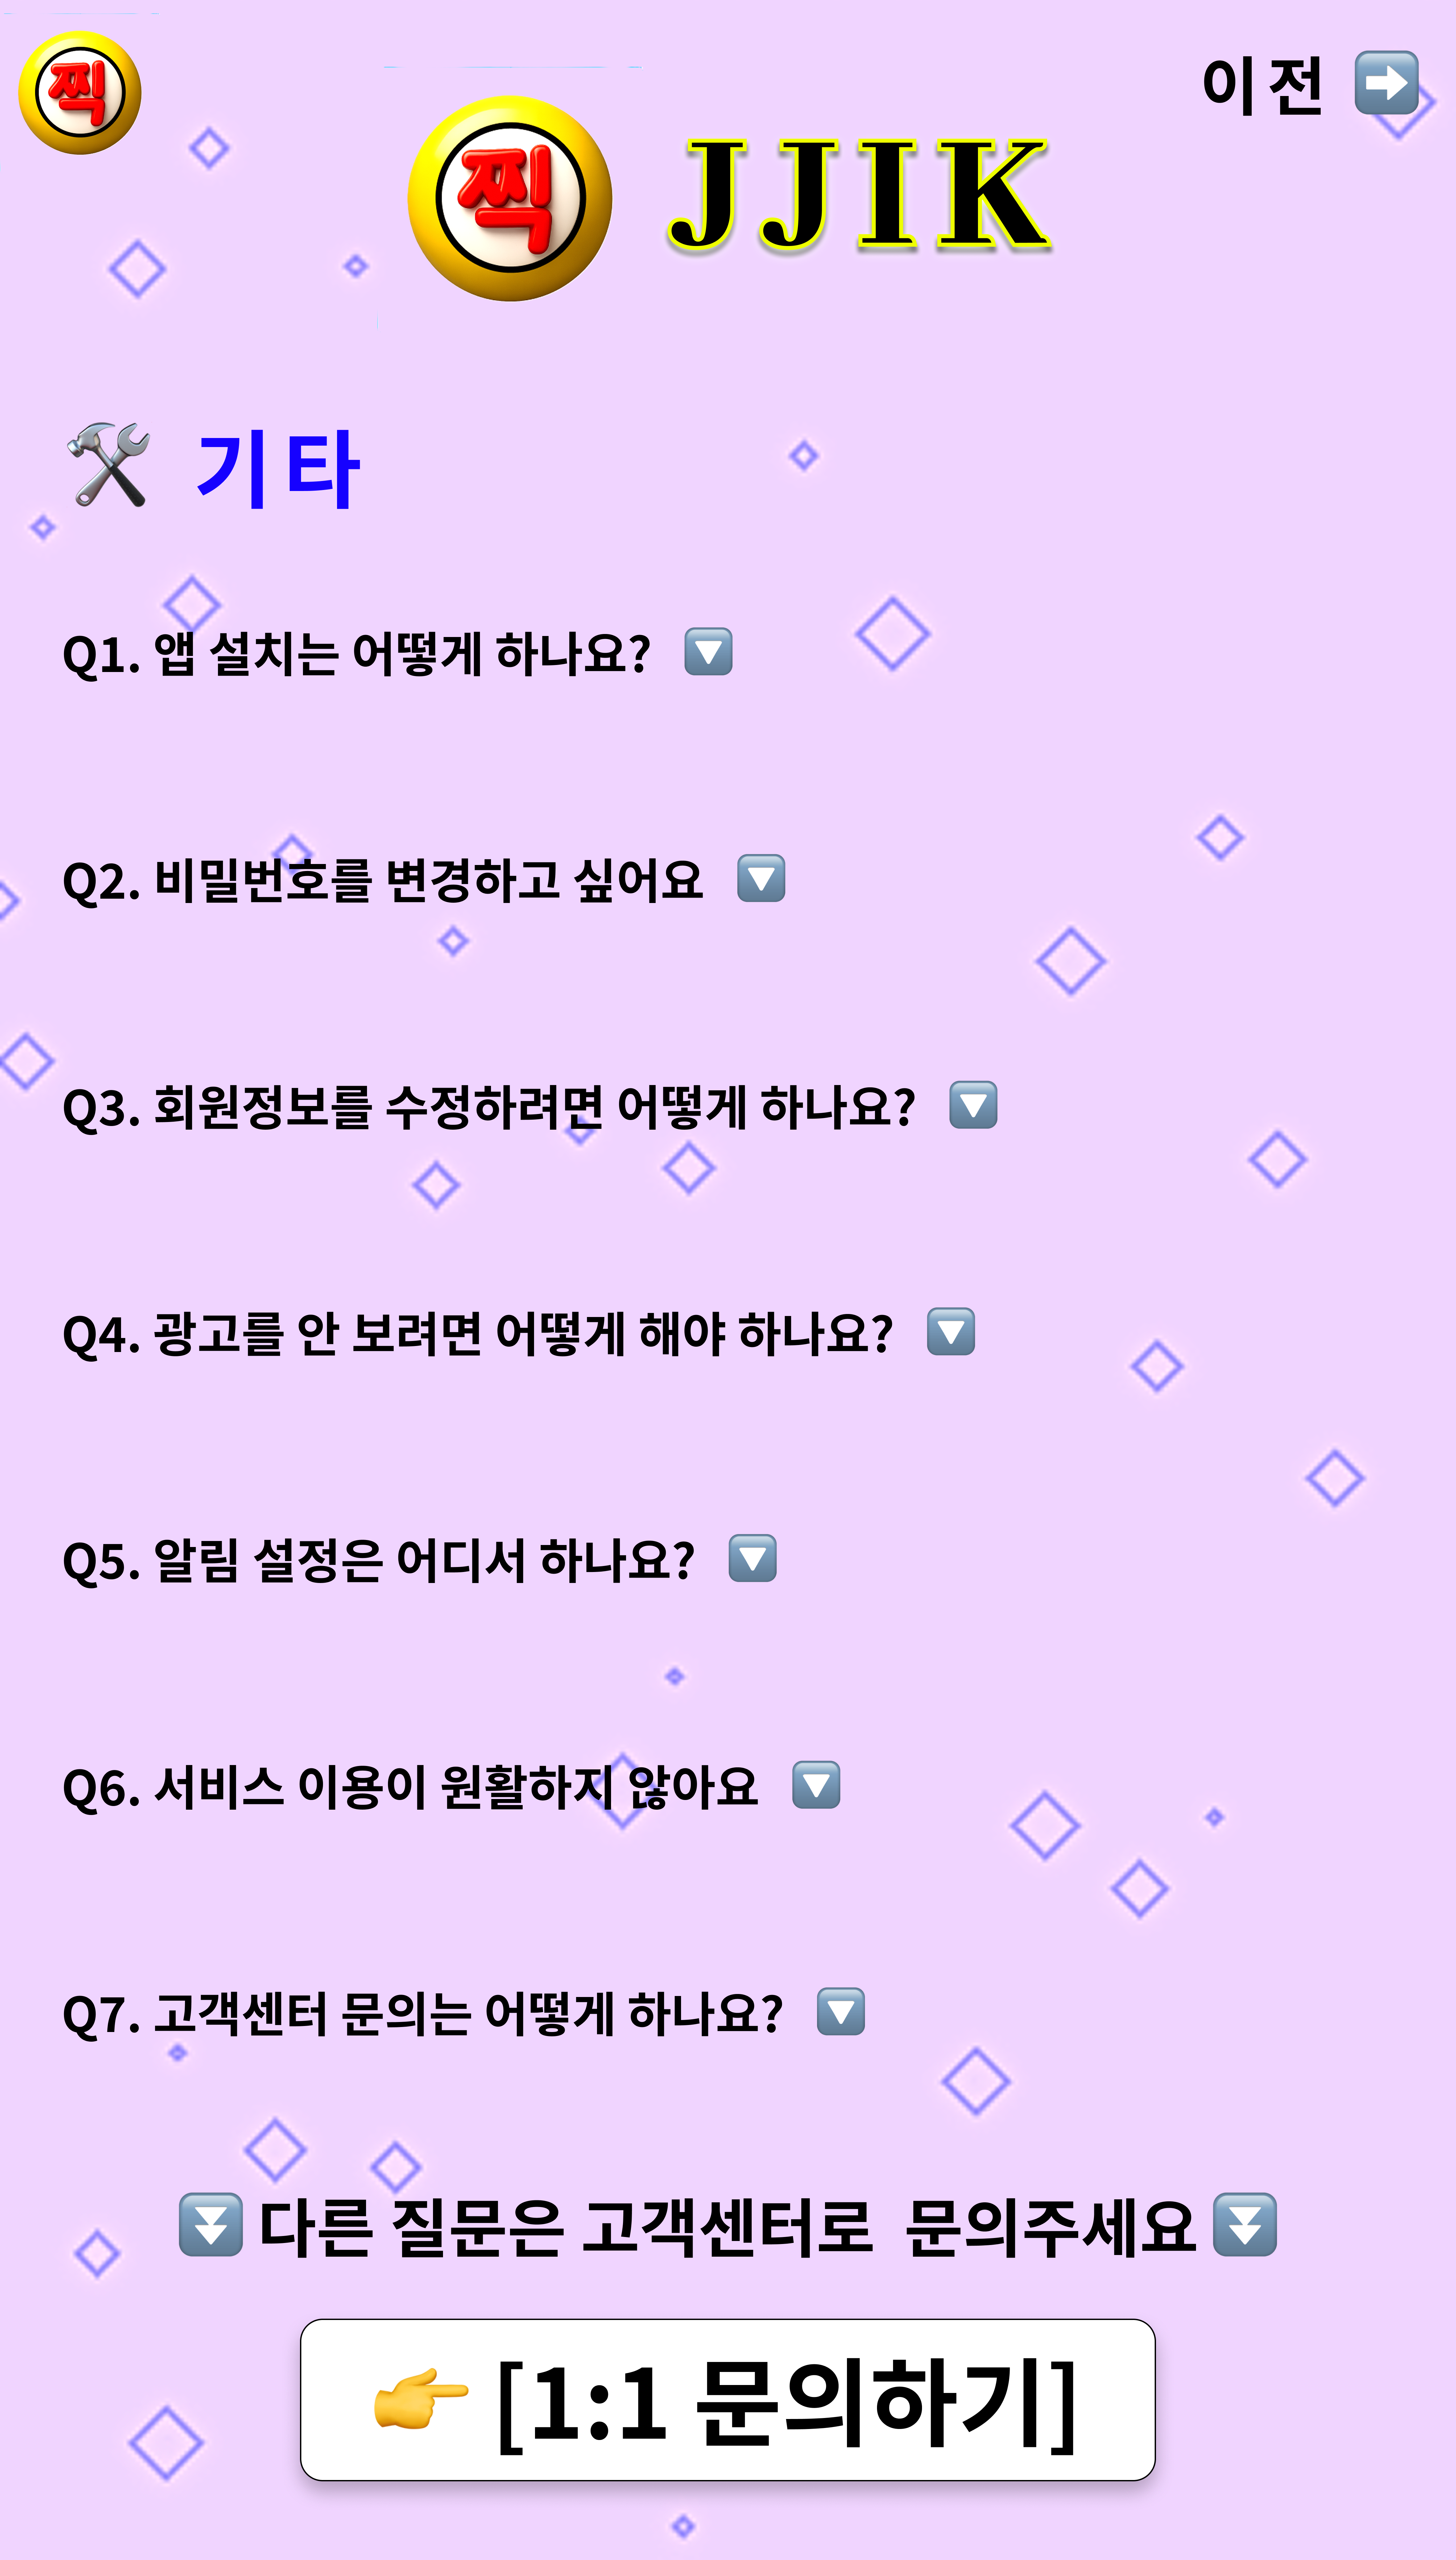 찍
이전 ➡️
찍 JJIK
🛠️ 기타
Q1. 앱 설치는 어떻게 하나요? 🔽
Q2. 비밀번호를 변경하고 싶어요 🔽
Q3. 회원정보를 수정하려면 어떻게 하나요? 🔽
Q4. 광고를 안 보려면 어떻게 해야 하나요? 🔽
Q5. 알림 설정은 어디서 하나요? 🔽
Q6. 서비스 이용이 원활하지 않아요 🔽
Q7. 고객센터 문의는 어떻게 하나요? 🔽
⏬ 다른 질문은 고객센터로 문의주세요 ⏬
👉 [1:1 문의하기]